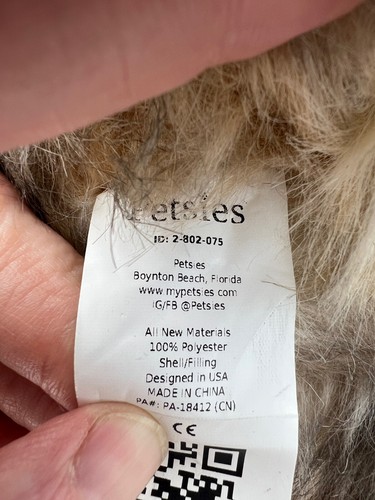 Petsies
ID: 2-802-075
Petsies
Boynton Beach, Florida
www.mypetsies.com
IG/FB @Petsies
All New Materials
100% Polyester
Shell/Filling
Designed in USA
MADE IN CHINA
PA#: PA-18412 (CN)
CE